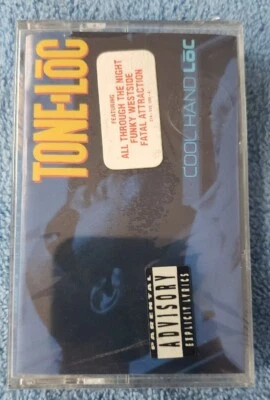 TONE-LōC
FEATURING
ALL THROUGH THE NIGHT
FUNKY WESTSIDE
FATAL ATTRACTION
COOL HAND LōC
PARENTAL
ADVISORY
EXPLICIT LYRICS